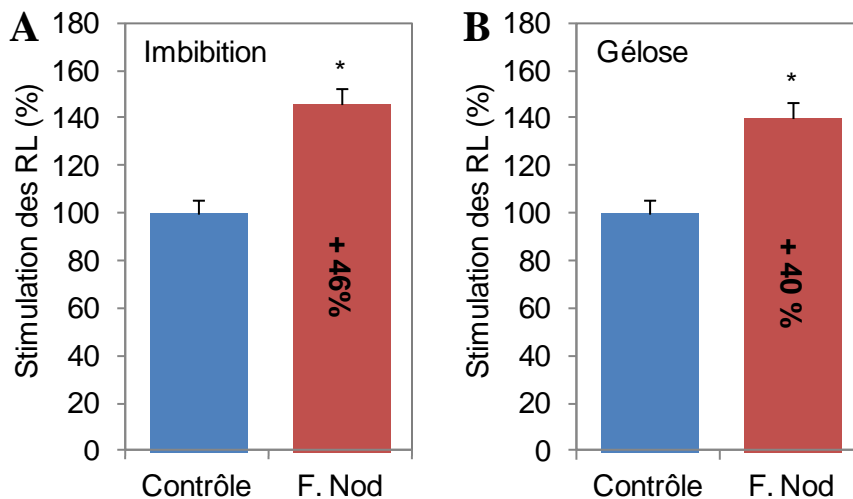 A
Stimulation des RL (%)
180
160
140
120
100
80
60
40
20
0
Imbibition
*
+ 46%
Contrôle
F. Nod
B
Stimulation des RL (%)
180
160
140
120
100
80
60
40
20
0
Gélose
*
+ 40 %
Contrôle
F. Nod